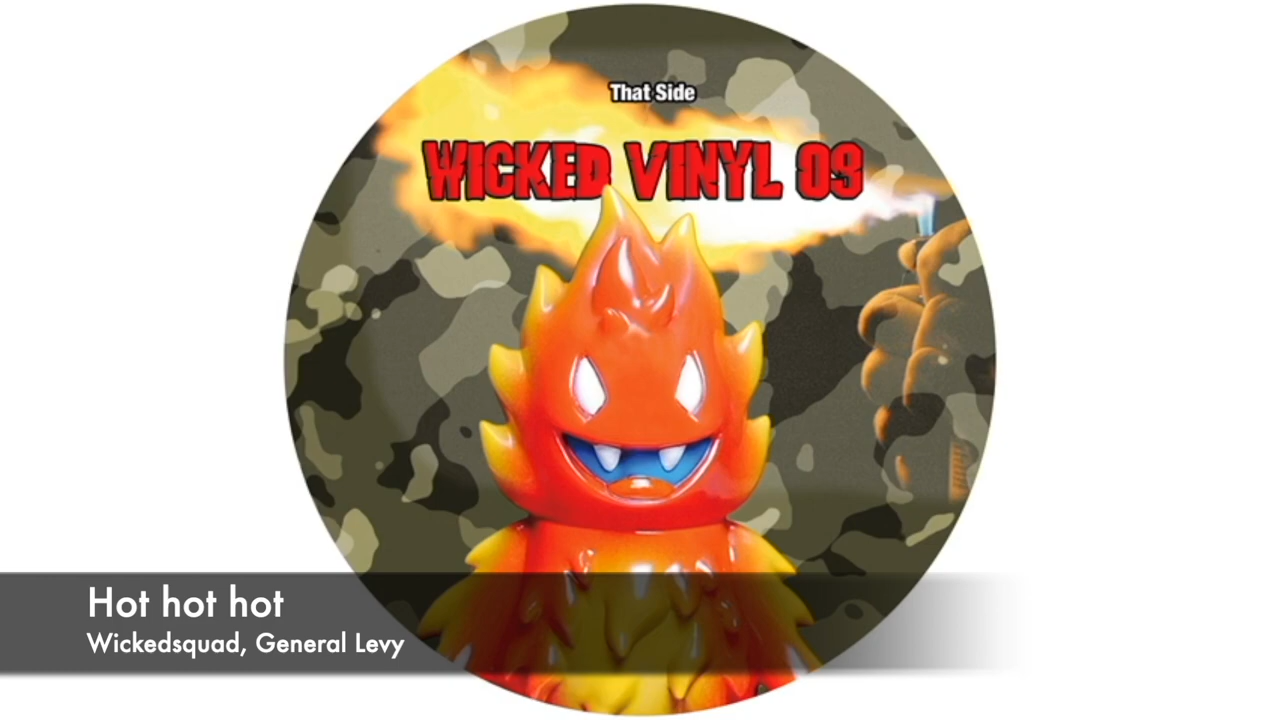 That Side
WICKED VINYL 09
Hot hot hot
Wickedsquad, General Levy